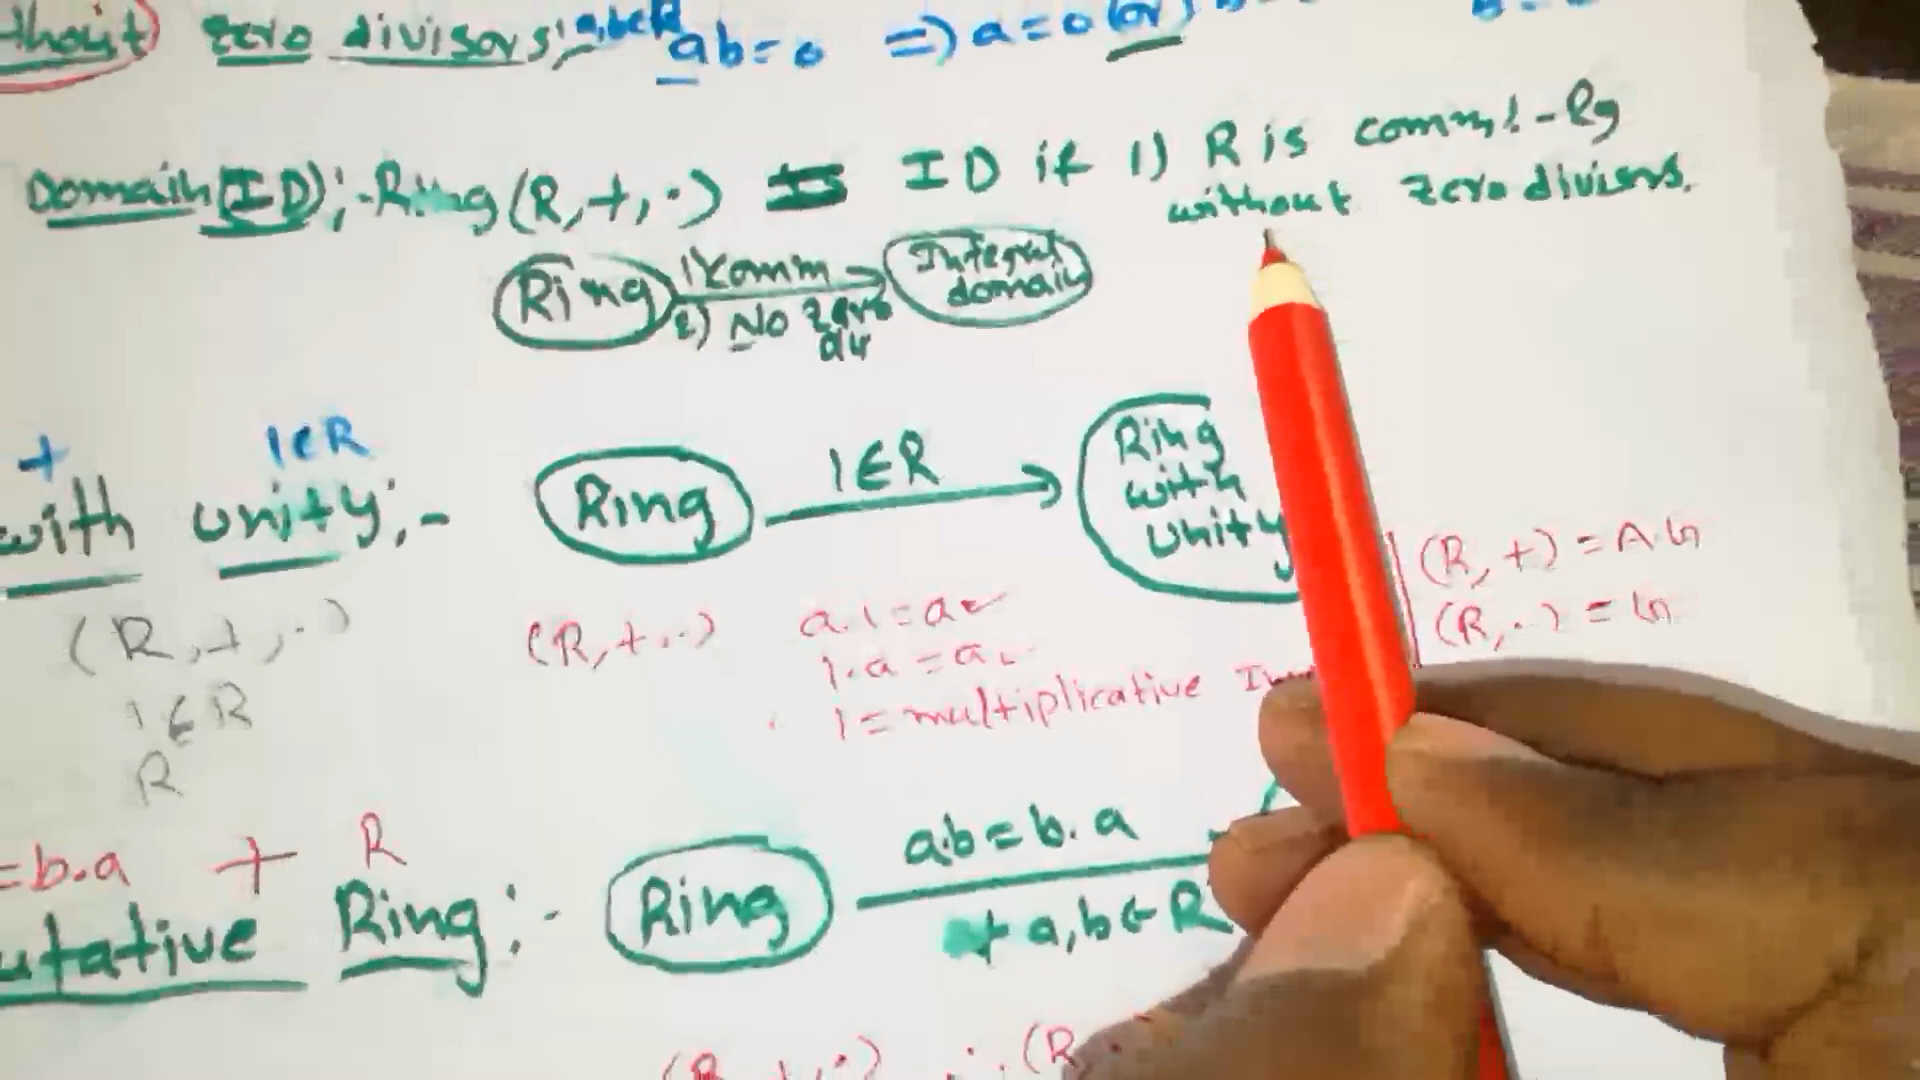 thout) zero divisors;- a,b∈R ab=0 => a=0 (or)
Domain(ID);-Ring(R,+,.) ID if 1) R is comm!-Rg
without zero divisors.
Ring 1) comm Integral domain
2) No zero div
+ 1∈R
with unity:- Ring 1∈R Ring with unity
(R,+,.) (R,+,.) a.1=a
1.a=a
1=multiplicative
(R,+)=A.G
(R,.)=G
1∈R
R
=b.a + R
utative Ring:- Ring a.b=b.a
a,b∈R
(R,+,.) ∴(R